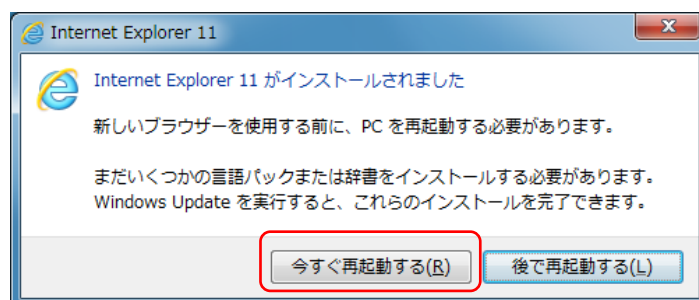 Internet Explorer 11
Internet Explorer 11 がインストールされました
新しいブラウザーを使用する前に、PC を再起動する必要があります。
まだいくつかの言語パックまたは辞書をインストールする必要があります。
Windows Update を実行すると、これらのインストールを完了できます。
今すぐ再起動する(R) 後で再起動する(L)